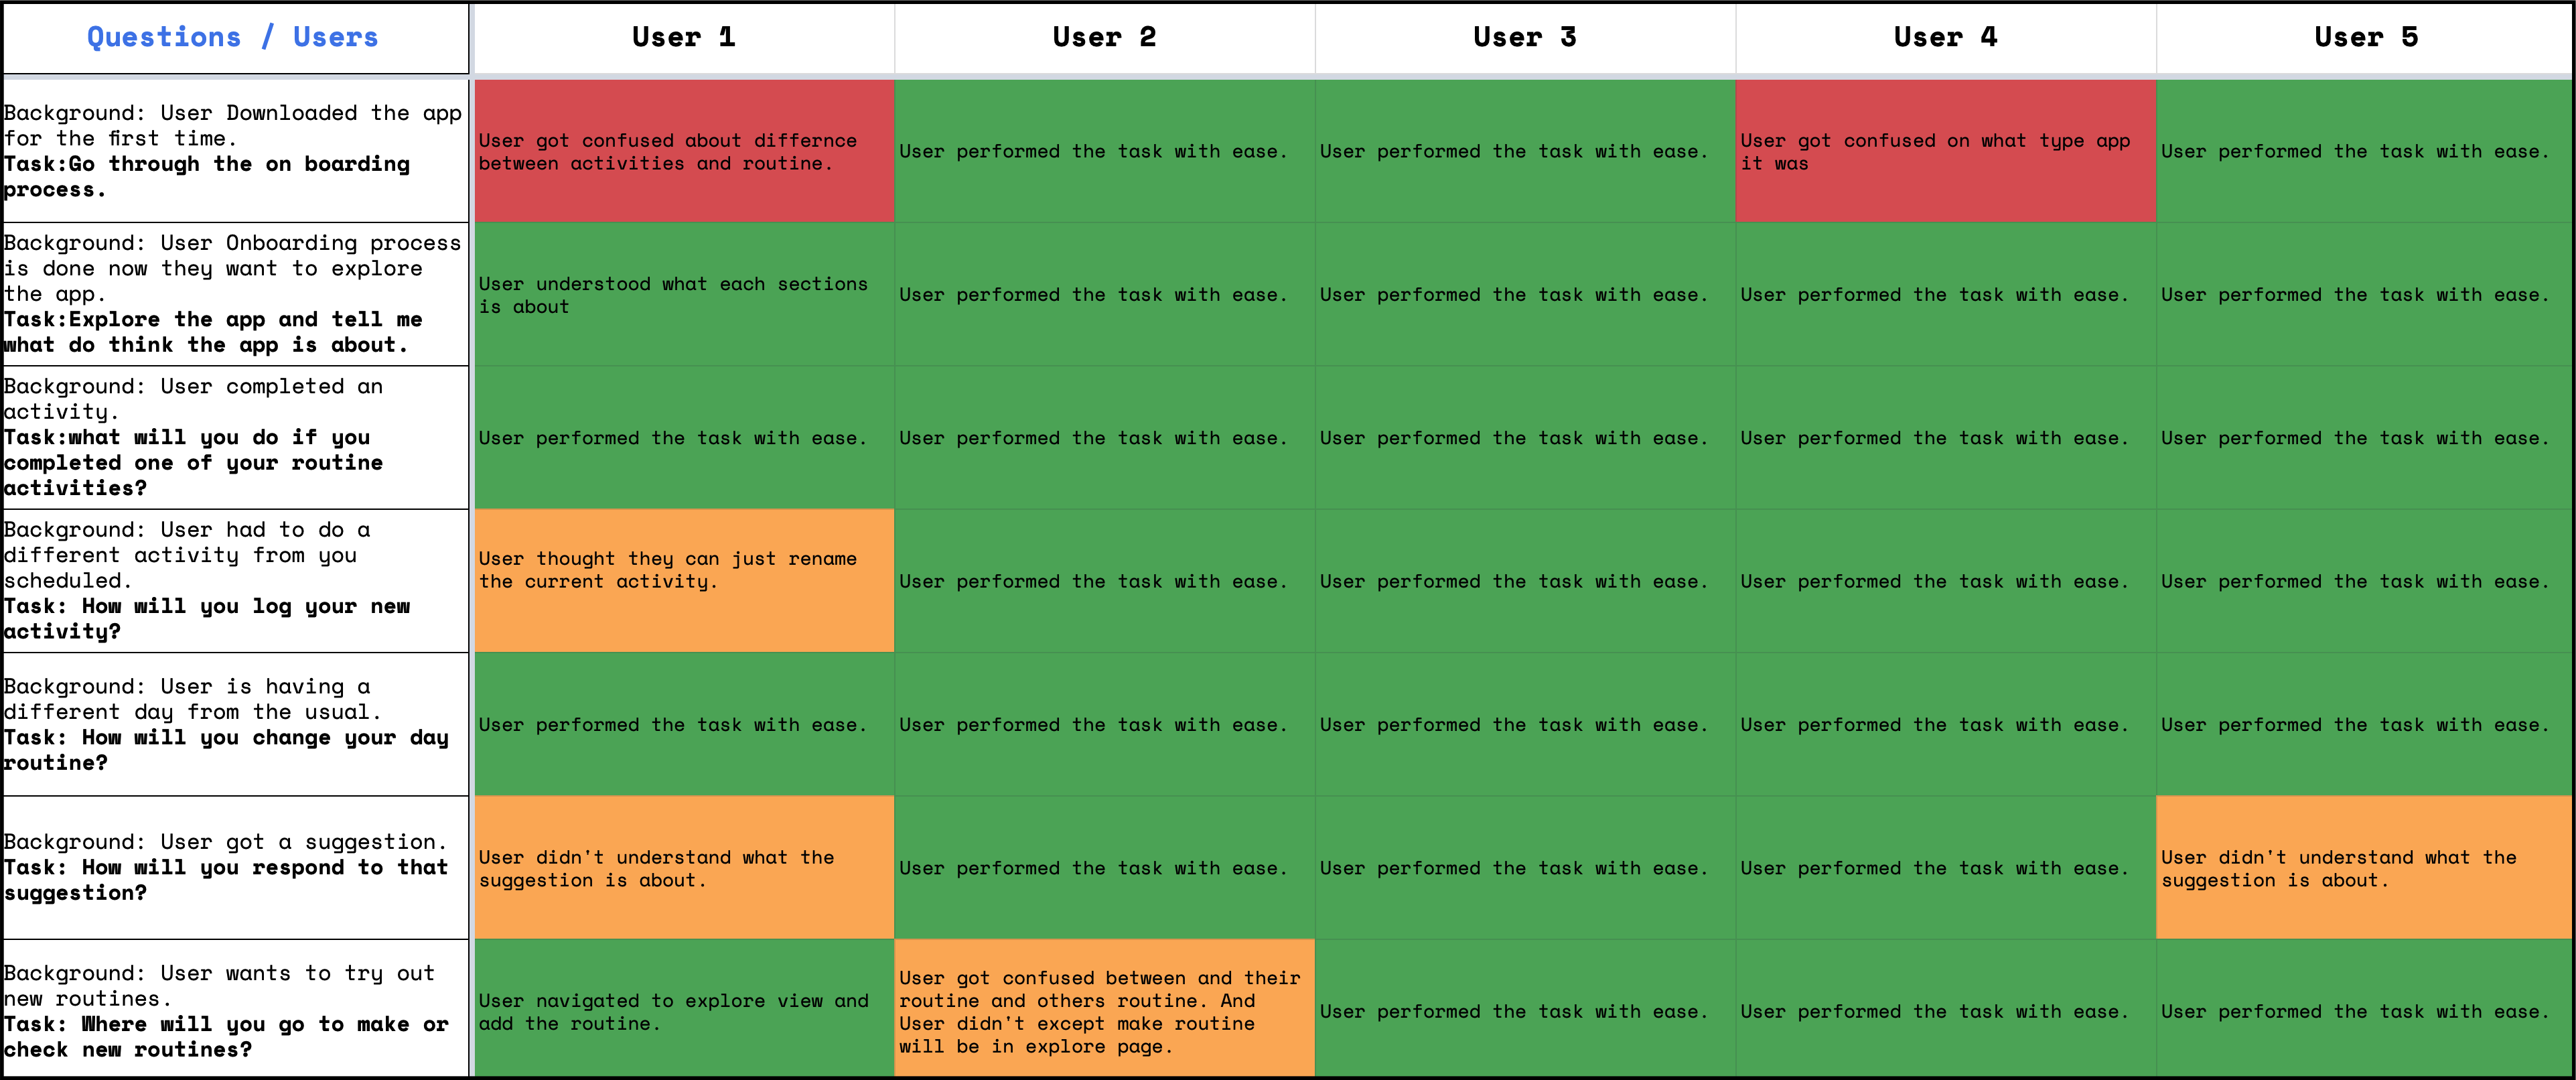 Questions / Users
User 1
User 2
User 3
User 4
User 5
Background: User Downloaded the app
for the first time.
Task:Go through the on boarding
process.
User got confused about differnce
between activities and routine.
User performed the task with ease.
User performed the task with ease.
User got confused on what type app
it was
User performed the task with ease.
Background: User Onboarding process
is done now they want to explore
the app.
Task:Explore the app and tell me
what do think the app is about.
User understood what each sections
is about
User performed the task with ease.
User performed the task with ease.
User performed the task with ease.
User performed the task with ease.
Background: User completed an
activity.
Task:what will you do if you
completed one of your routine
activities?
User performed the task with ease.
User performed the task with ease.
User performed the task with ease.
User performed the task with ease.
User performed the task with ease.
Background: User had to do a
different activity from you
scheduled.
Task: How will you log your new
activity?
User thought they can just rename
the current activity.
User performed the task with ease.
User performed the task with ease.
User performed the task with ease.
User performed the task with ease.
Background: User is having a
different day from the usual.
Task: How will you change your day
routine?
User performed the task with ease.
User performed the task with ease.
User performed the task with ease.
User performed the task with ease.
User performed the task with ease.
Background: User got a suggestion.
Task: How will you respond to that
suggestion?
User didn't understand what the
suggestion is about.
User performed the task with ease.
User performed the task with ease.
User performed the task with ease.
User didn't understand what the
suggestion is about.
Background: User wants to try out
new routines.
Task: Where will you go to make or
check new routines?
User navigated to explore view and
add the routine.
User got confused between and their
routine and others routine. And
User didn't except make routine
will be in explore page.
User performed the task with ease.
User performed the task with ease.
User performed the task with ease.